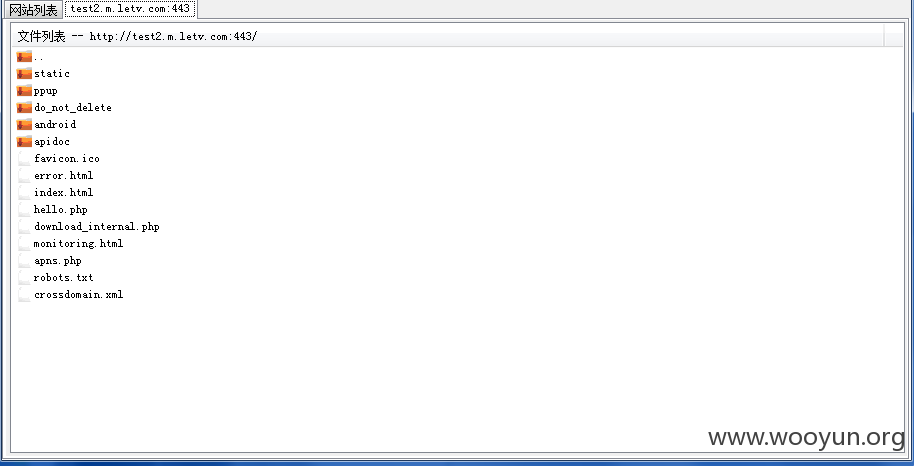 网站列表 test2.m.letv.com:443
文件列表 -- http://test2.m.letv.com:443/
..
static
ppup
do_not_delete
android
apidoc
favicon.ico
error.html
index.html
hello.php
download_internal.php
monitoring.html
apns.php
robots.txt
crossdomain.xml
www.wooyun.org